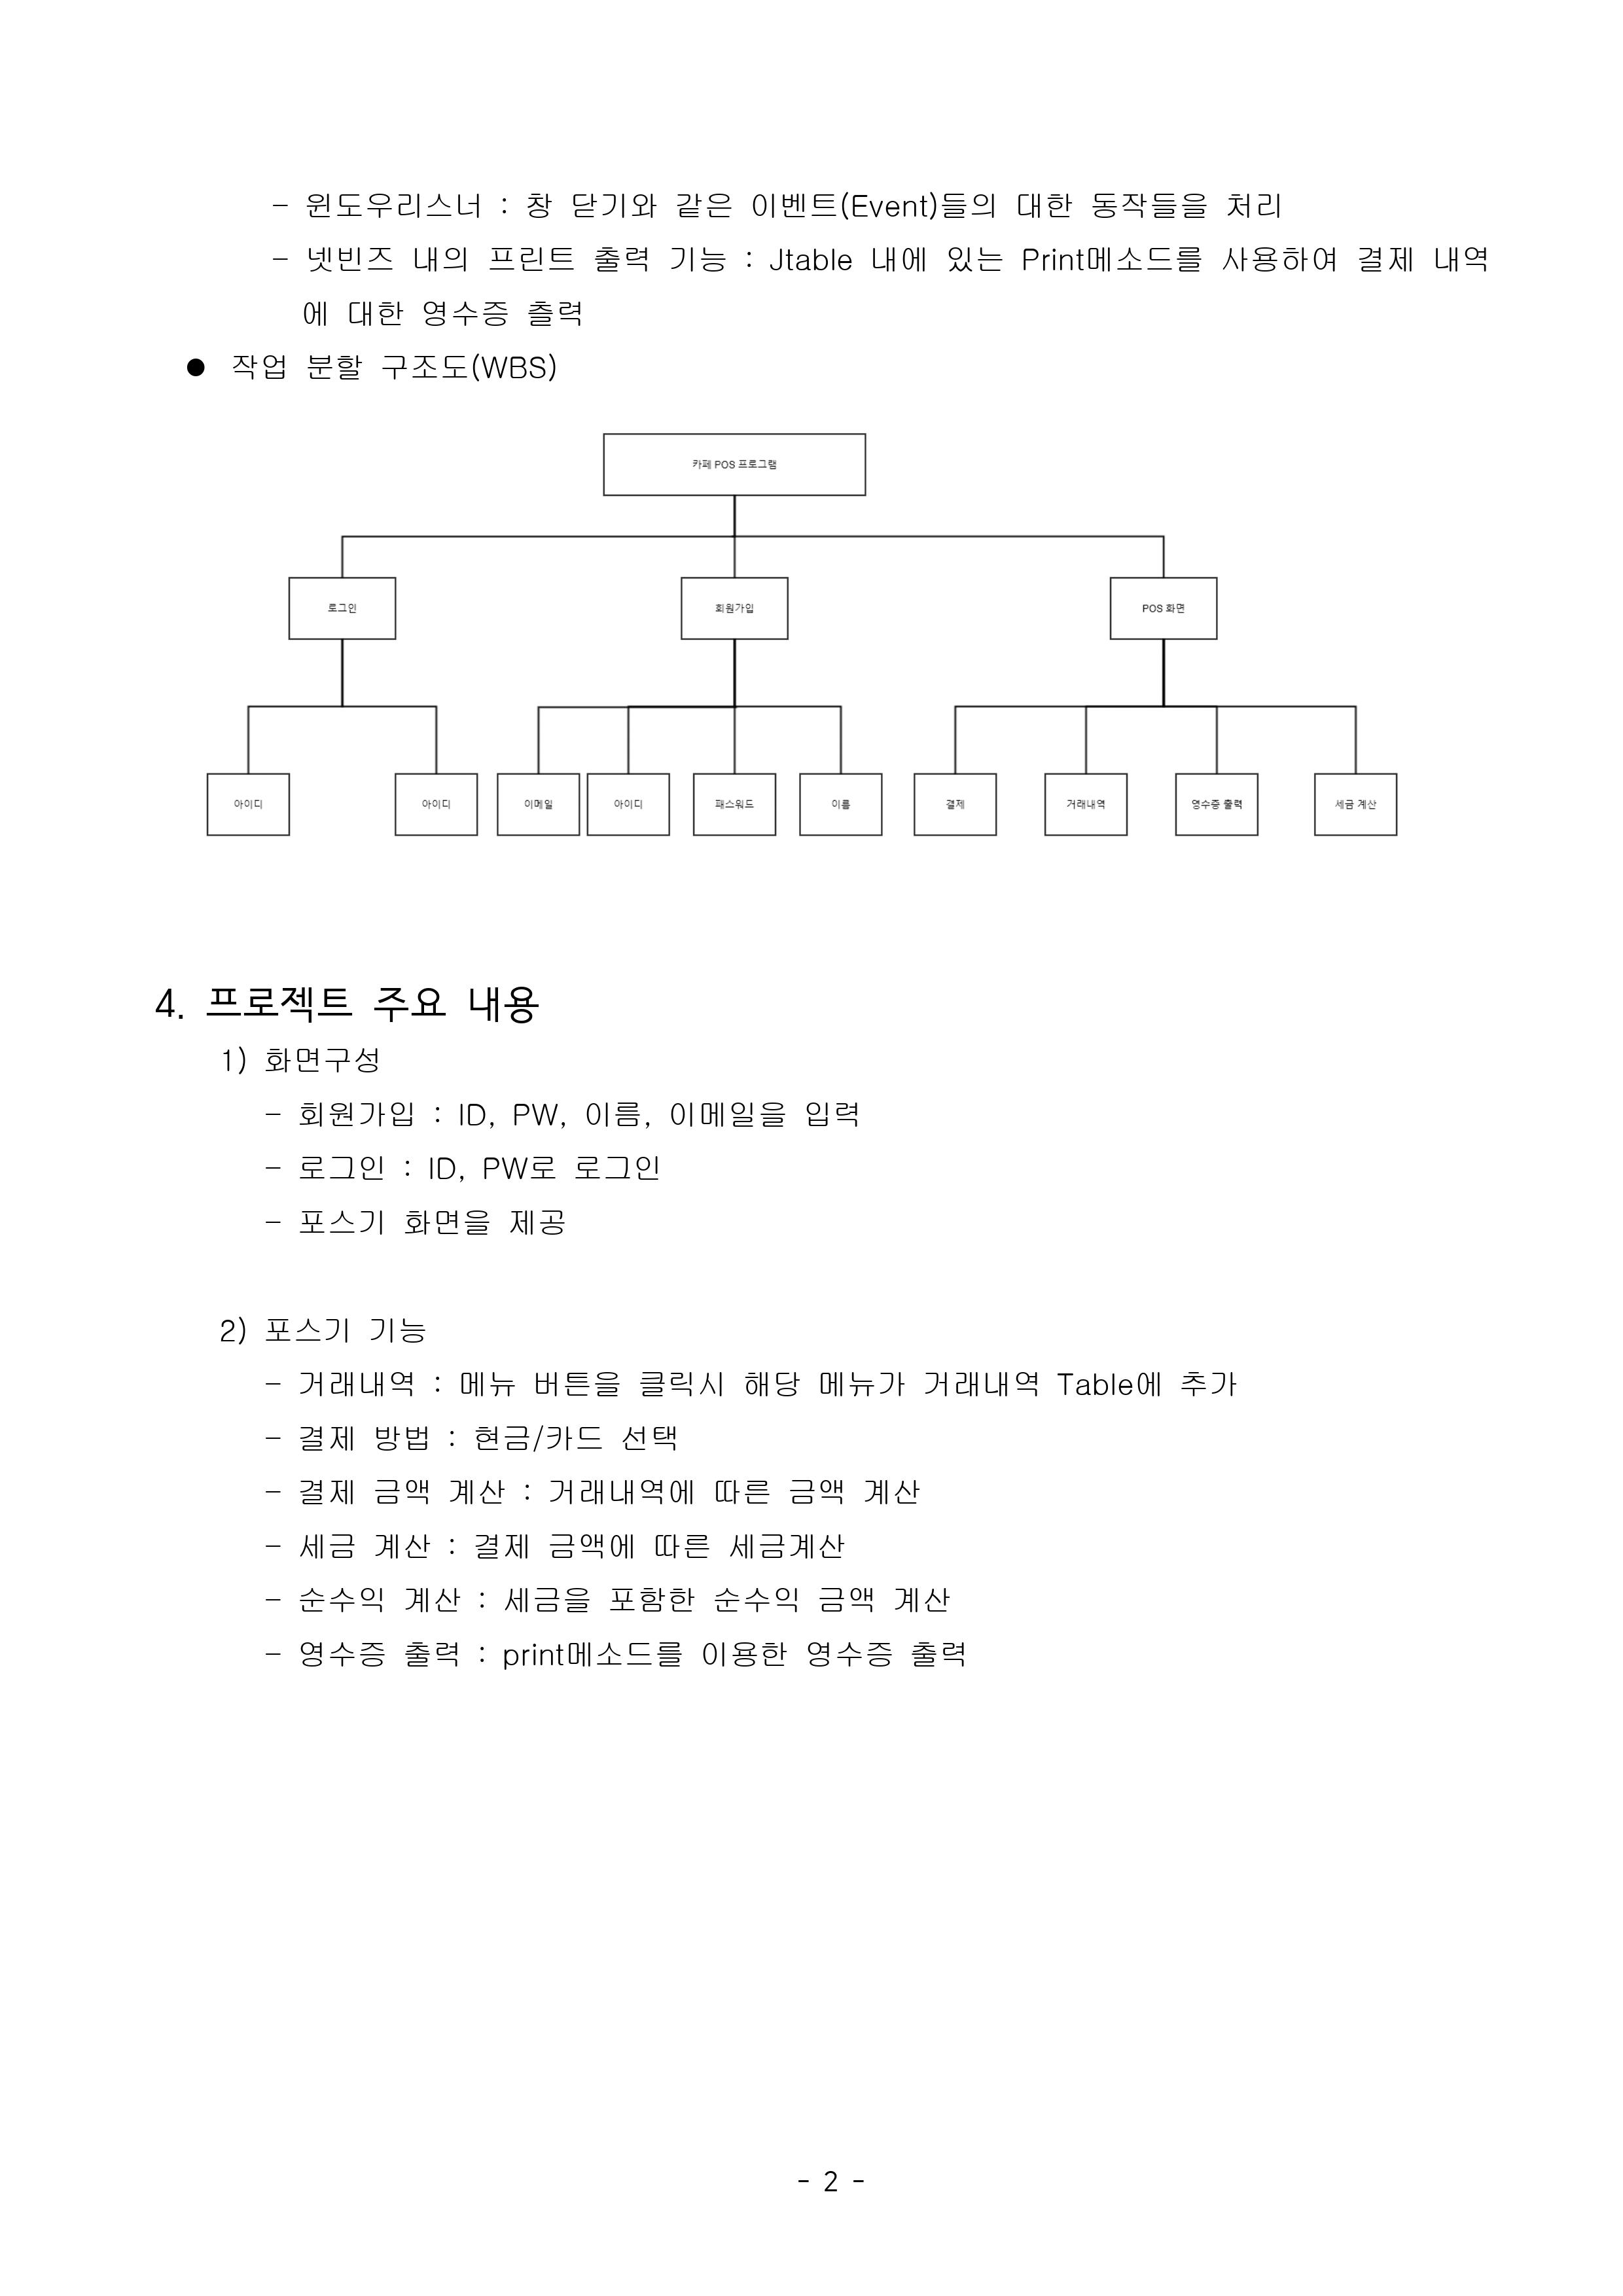 - 윈도우리스너 : 창 닫기와 같은 이벤트(Event)들의 대한 동작들을 처리
- 넷빈즈 내의 프린트 출력 기능 : Jtable 내에 있는 Print메소드를 사용하여 결제 내역
에 대한 영수증 츨력
● 작업 분할 구조도(WBS)
카페 POS 프로그램
로그인 회원가입 POS 화면
아이디 아이디 이메일 아이디 패스워드 이름 결제 거래내역 영수증 출력 세금 계산
4. 프로젝트 주요 내용
1) 화면구성
- 회원가입 : ID, PW, 이름, 이메일을 입력
- 로그인 : ID, PW로 로그인
- 포스기 화면을 제공
2) 포스기 기능
- 거래내역 : 메뉴 버튼을 클릭시 해당 메뉴가 거래내역 Table에 추가
- 결제 방법 : 현금/카드 선택
- 결제 금액 계산 : 거래내역에 따른 금액 계산
- 세금 계산 : 결제 금액에 따른 세금계산
- 순수익 계산 : 세금을 포함한 순수익 금액 계산
- 영수증 출력 : print메소드를 이용한 영수증 출력
- 2 -